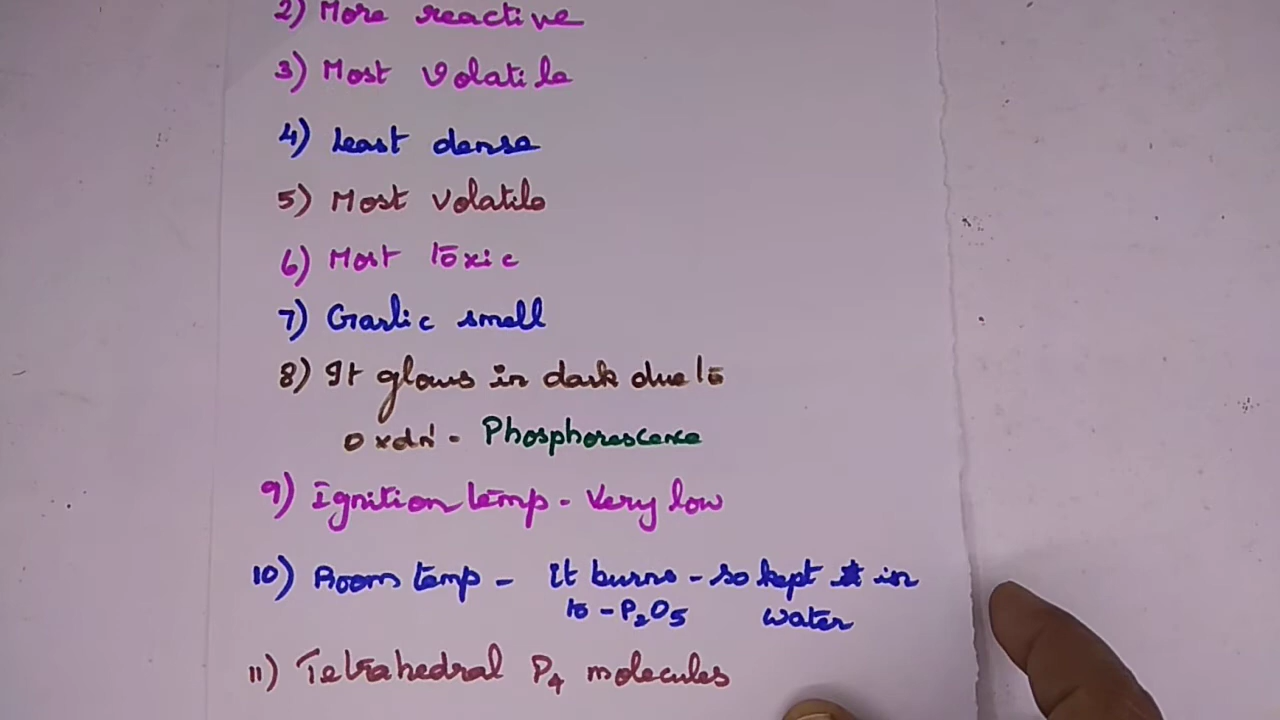 2) More reactive
3) Most Volatile
4) Least dense
5) Most Volatile
6) Most toxic
7) Garlic smell
8) It glows in dark due to
oxdn - Phosphorescence
9) Ignition temp - Very low
10) Room temp - It burns - so kept in
to - P2O5 water
11) Tetrahedral P4 molecules